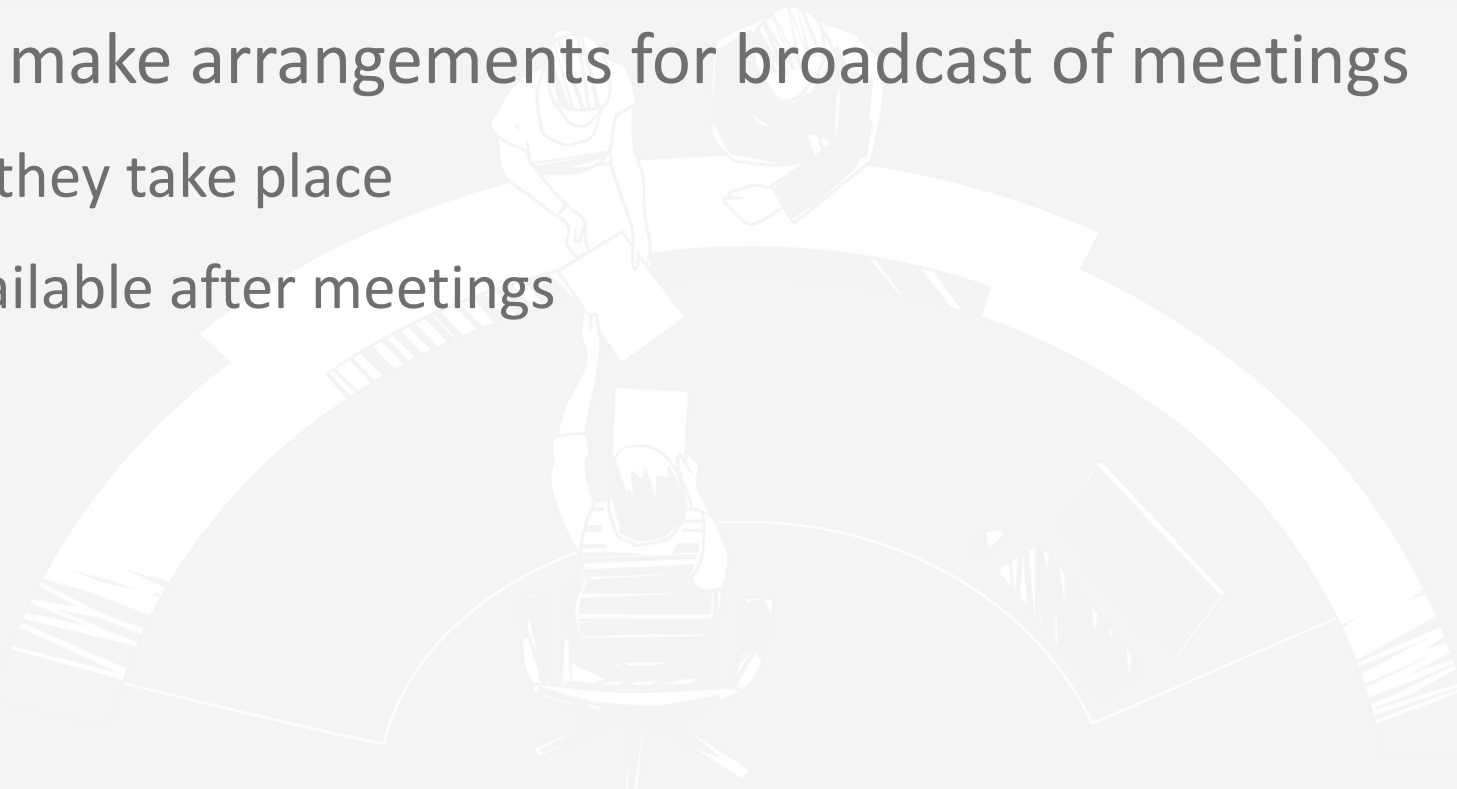 make arrangements for broadcast of meetings
they take place
ailable after meetings